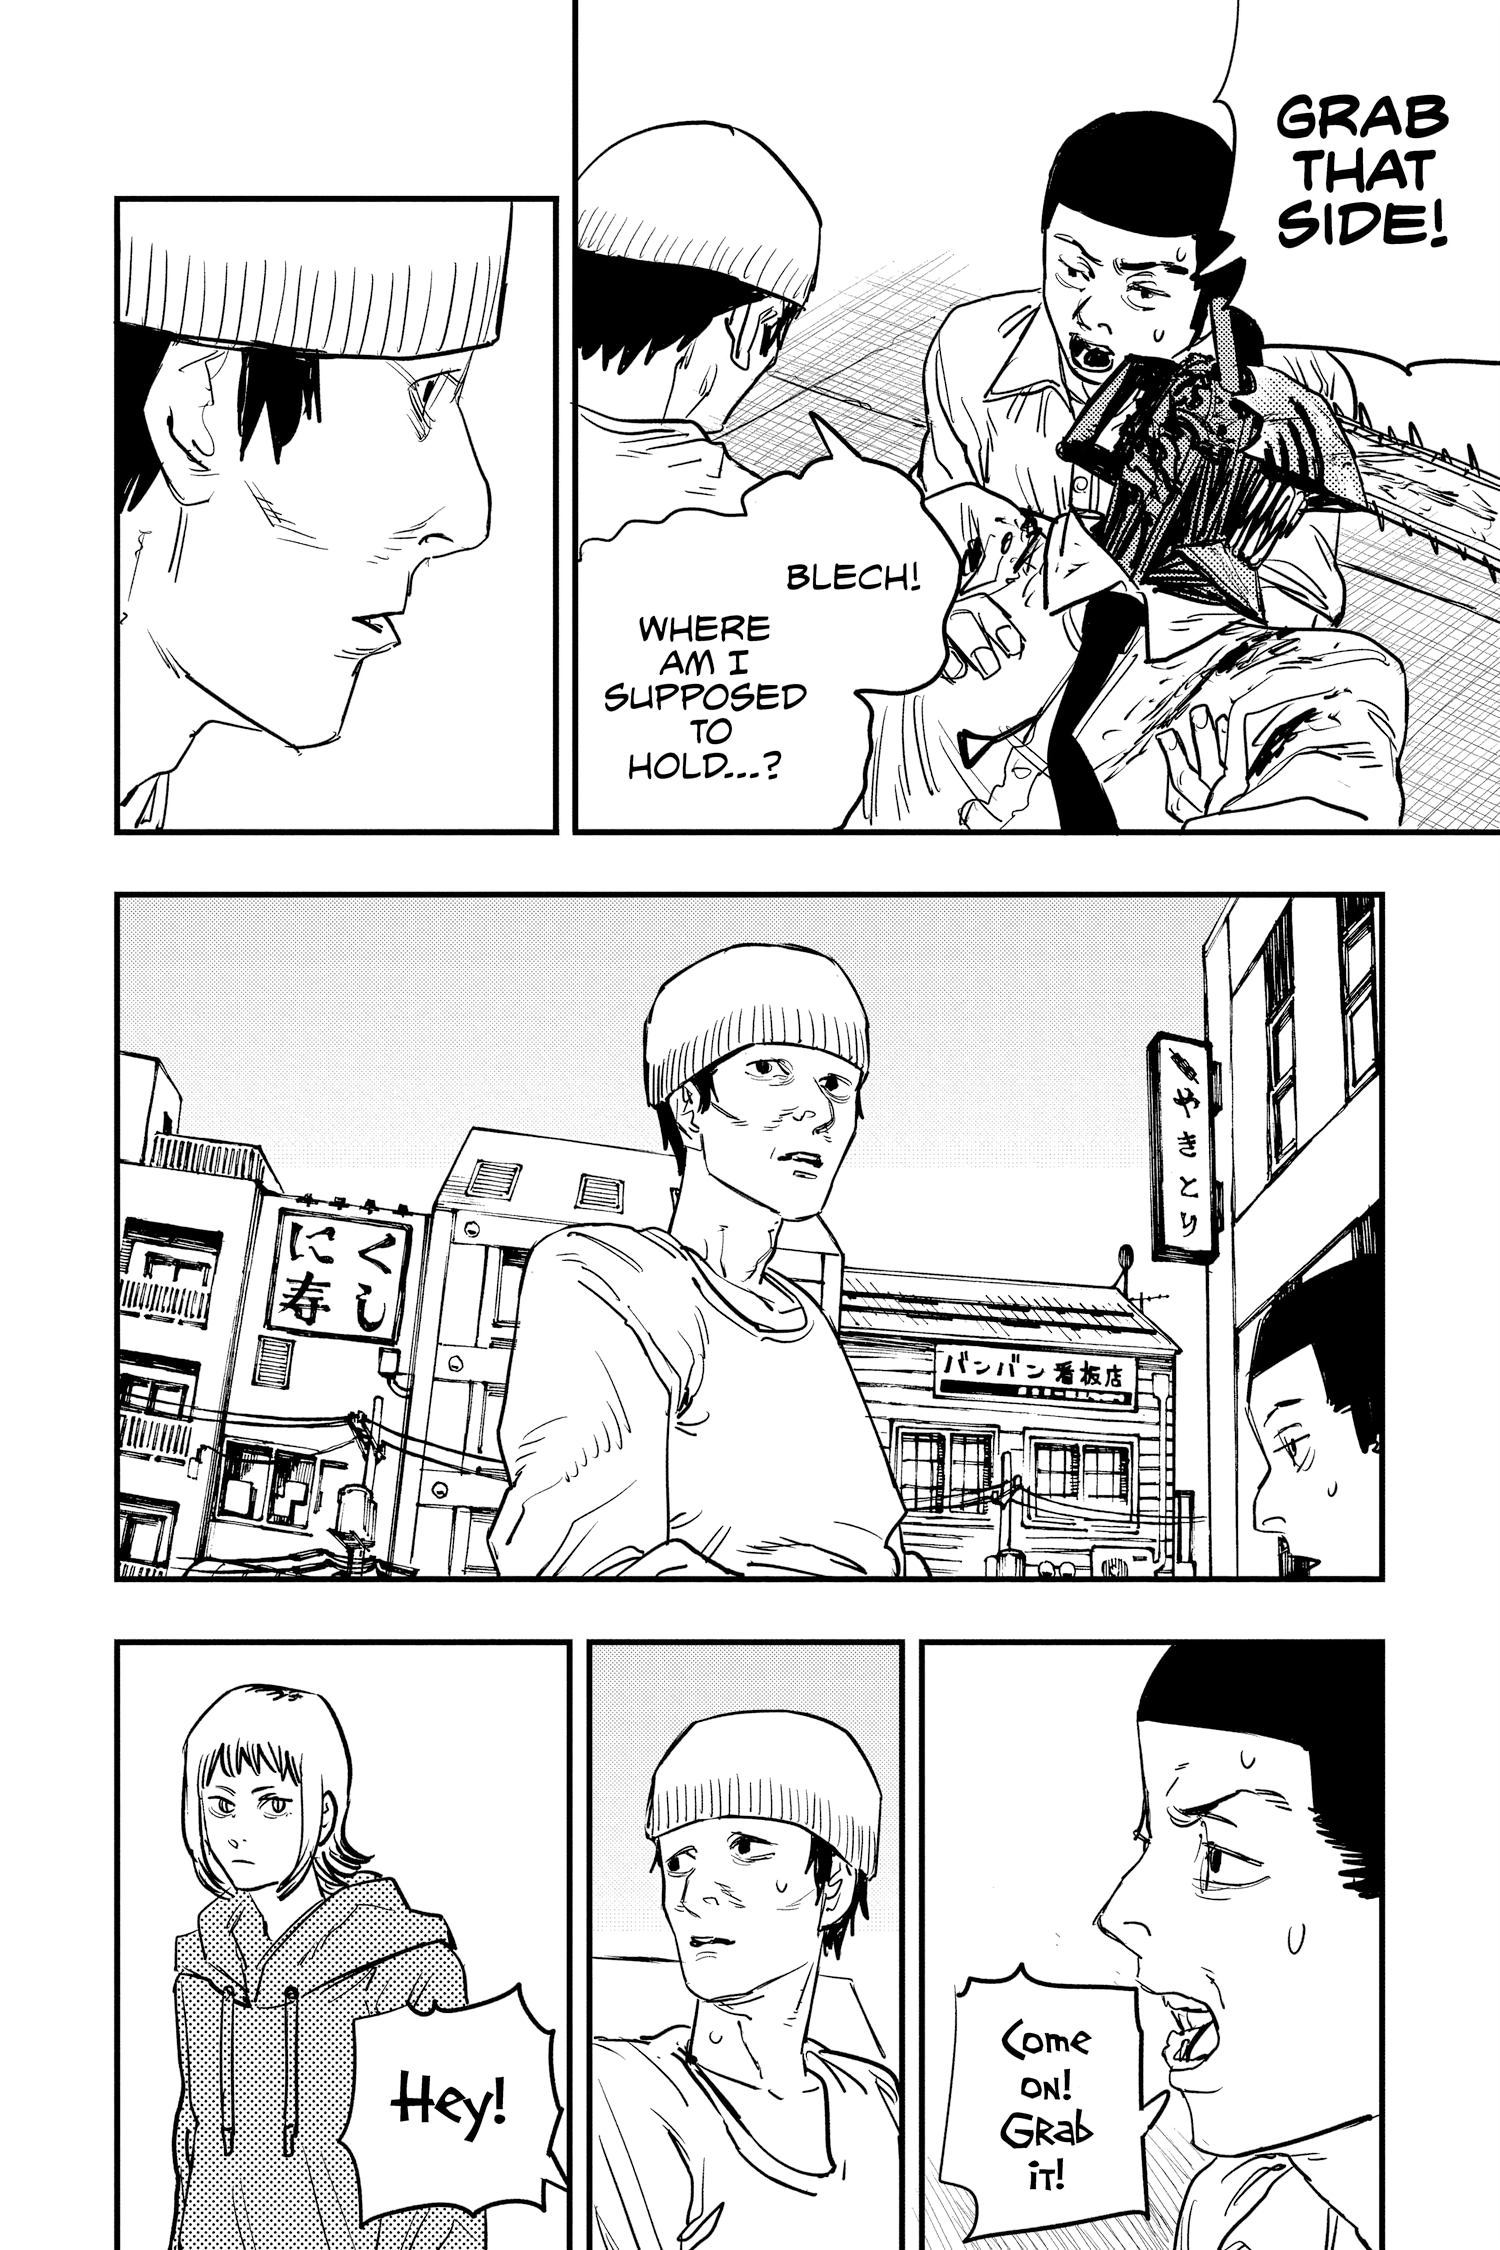 GRAB
THAT
SIDE!
BLECH!
WHERE
AM I
SUPPOSED
TO
HOLD...?
やきとり
くし
に寿
バンバン看板店
Come
on!
Grab
it!
Hey!